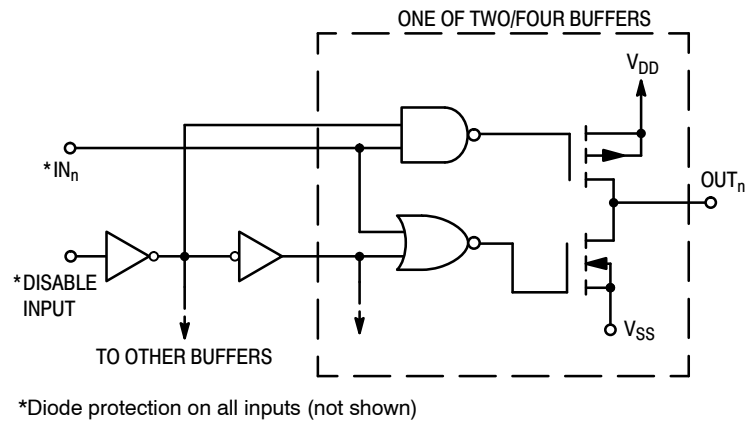 ONE OF TWO/FOUR BUFFERS
VDD
*INn
OUTn
*DISABLE
INPUT
TO OTHER BUFFERS
VSS
*Diode protection on all inputs (not shown)